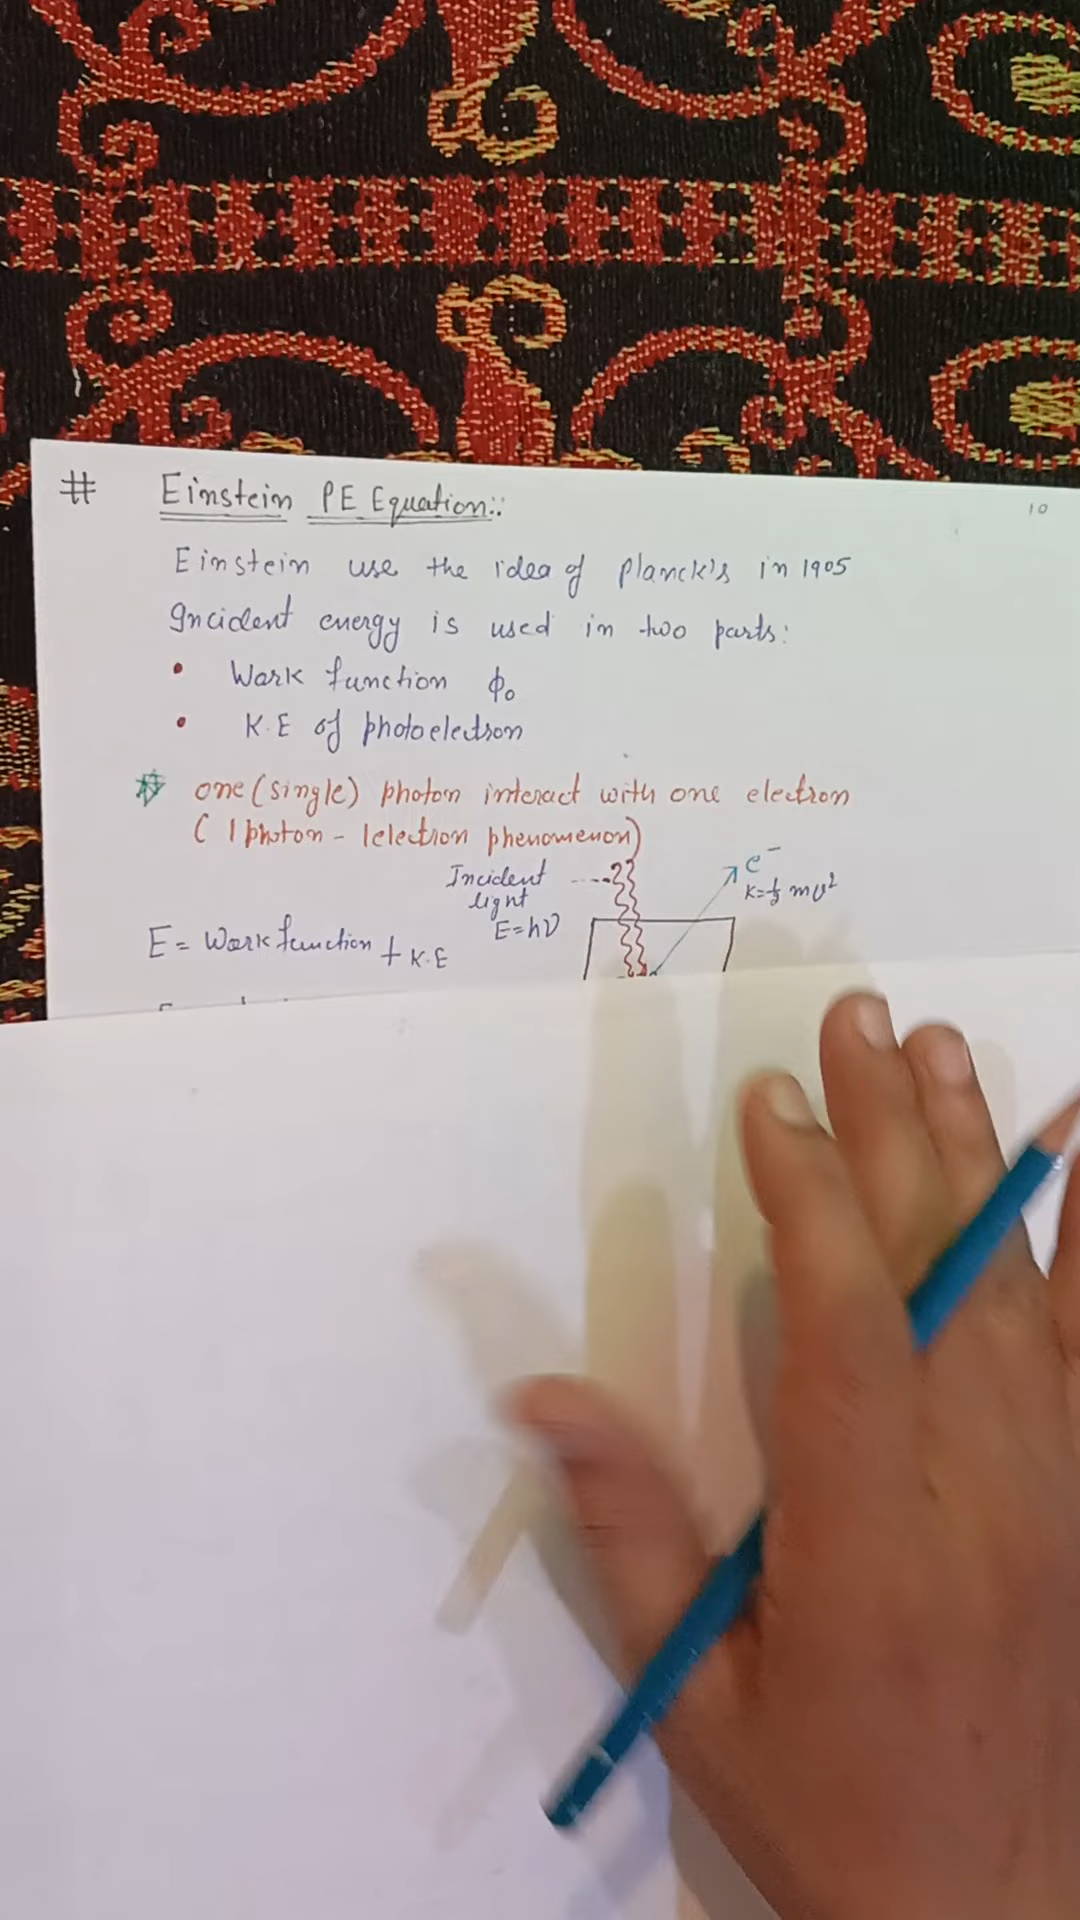 # Einstein PE Equation::
10
Einstein use the idea of planck's in 1905
Incident energy is used in two parts:
• Work function ϕ₀
• K.E of photoelectron
one (single) photon interact with one electron
( 1 photon - 1electron phenomenon)
Incident
light
E=hν
e⁻
K=½ mv²
E = Work function + K.E